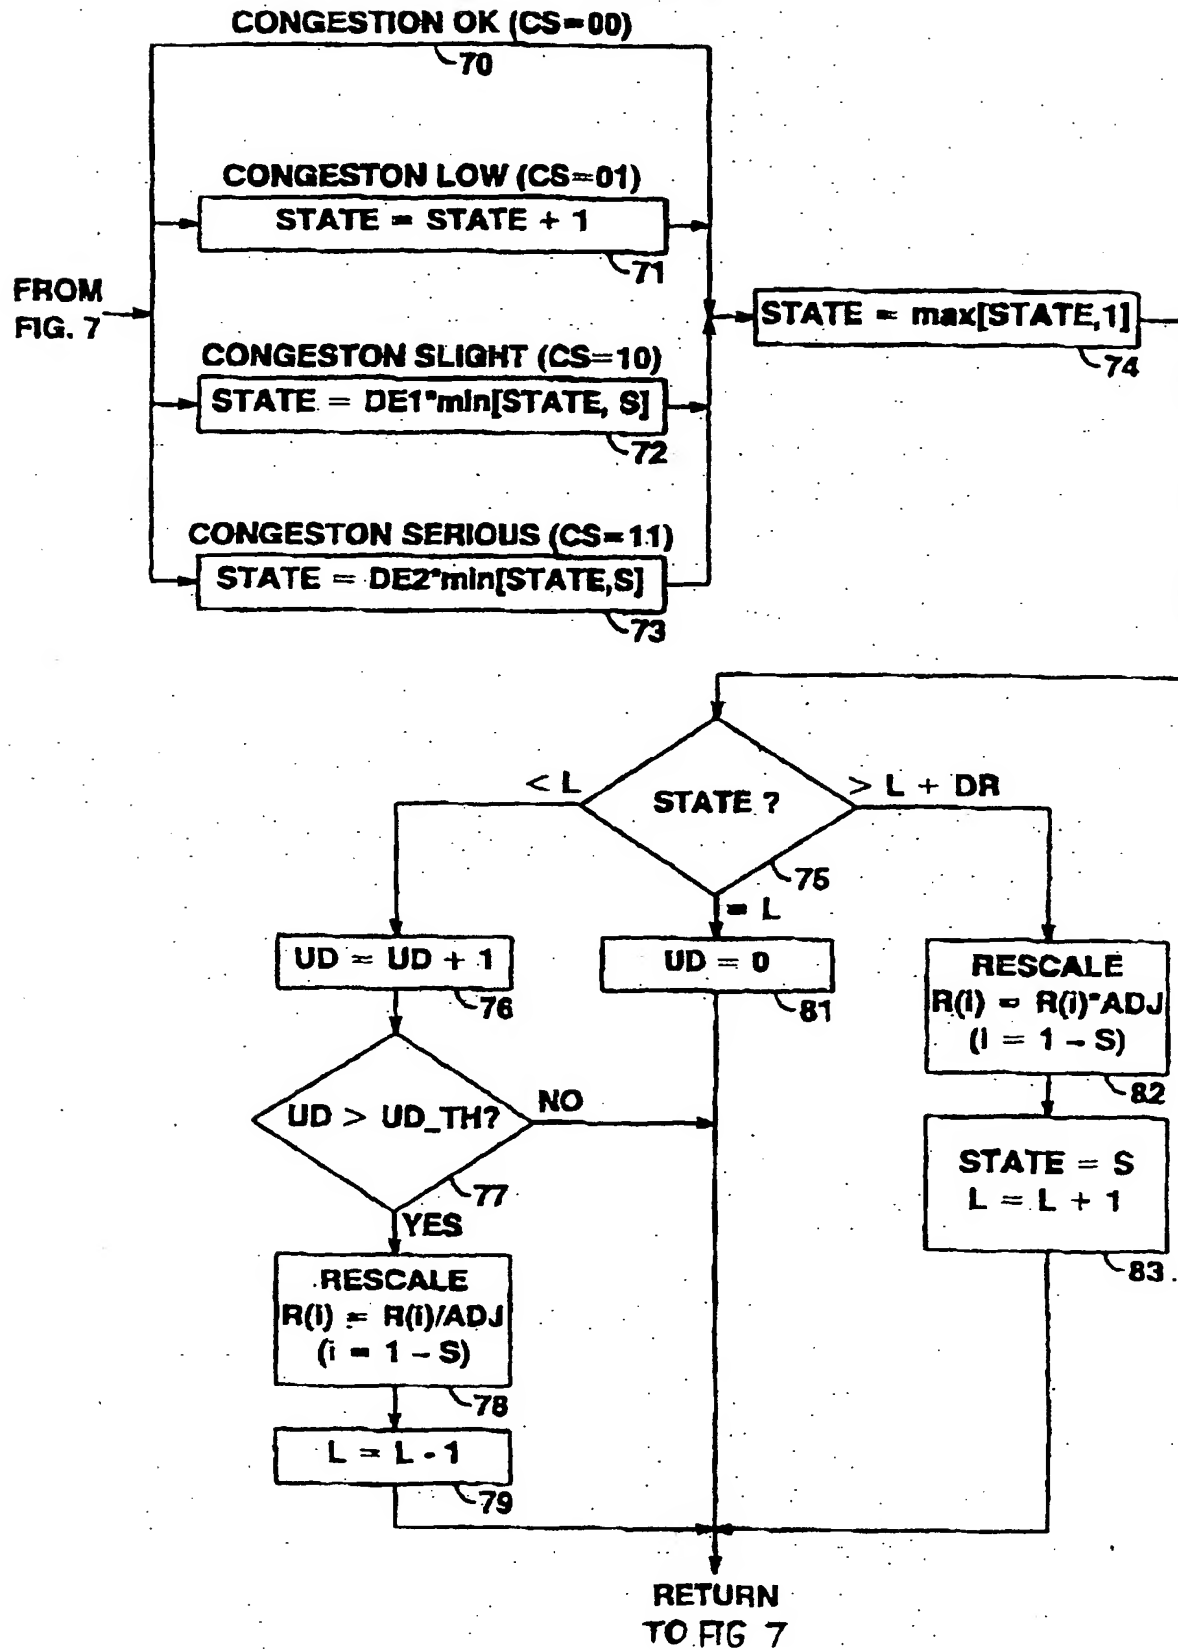 CONGESTION OK (CS=00)
70
CONGESTON LOW (CS=01)
STATE = STATE + 1
71
FROM
FIG. 7
STATE = max[STATE,1]
74
CONGESTON SLIGHT (CS=10)
STATE = DE1*min[STATE, S]
72
CONGESTON SERIOUS (CS=11)
STATE = DE2*min[STATE,S]
73
< L
STATE ?
> L + DR
75
= L
UD = UD + 1
76
UD = 0
81
RESCALE
R(i) = R(i)*ADJ
(i = 1 – S)
82
UD > UD_TH?
NO
77
YES
STATE = S
L = L + 1
83
RESCALE
R(i) = R(i)/ADJ
(i = 1 – S)
78
L = L - 1
79
RETURN
TO FIG 7